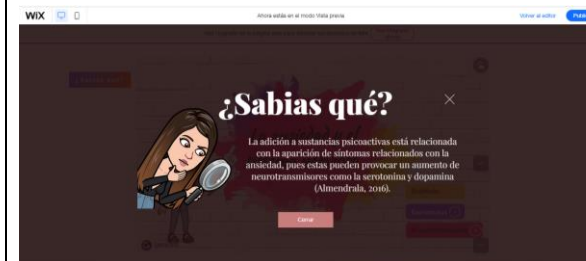 WiX
Ahora estás en el modo Vista previa
Volver al editor
Publi
¿Sabias qué?
La adición a sustancias psicoactivas está relacionada
con la aparición de síntomas relacionados con la
ansiedad, pues estas pueden provocar un aumento de
neurotransmisores como la serotonina y dopamina
(Almendrala, 2016).
Cerrar